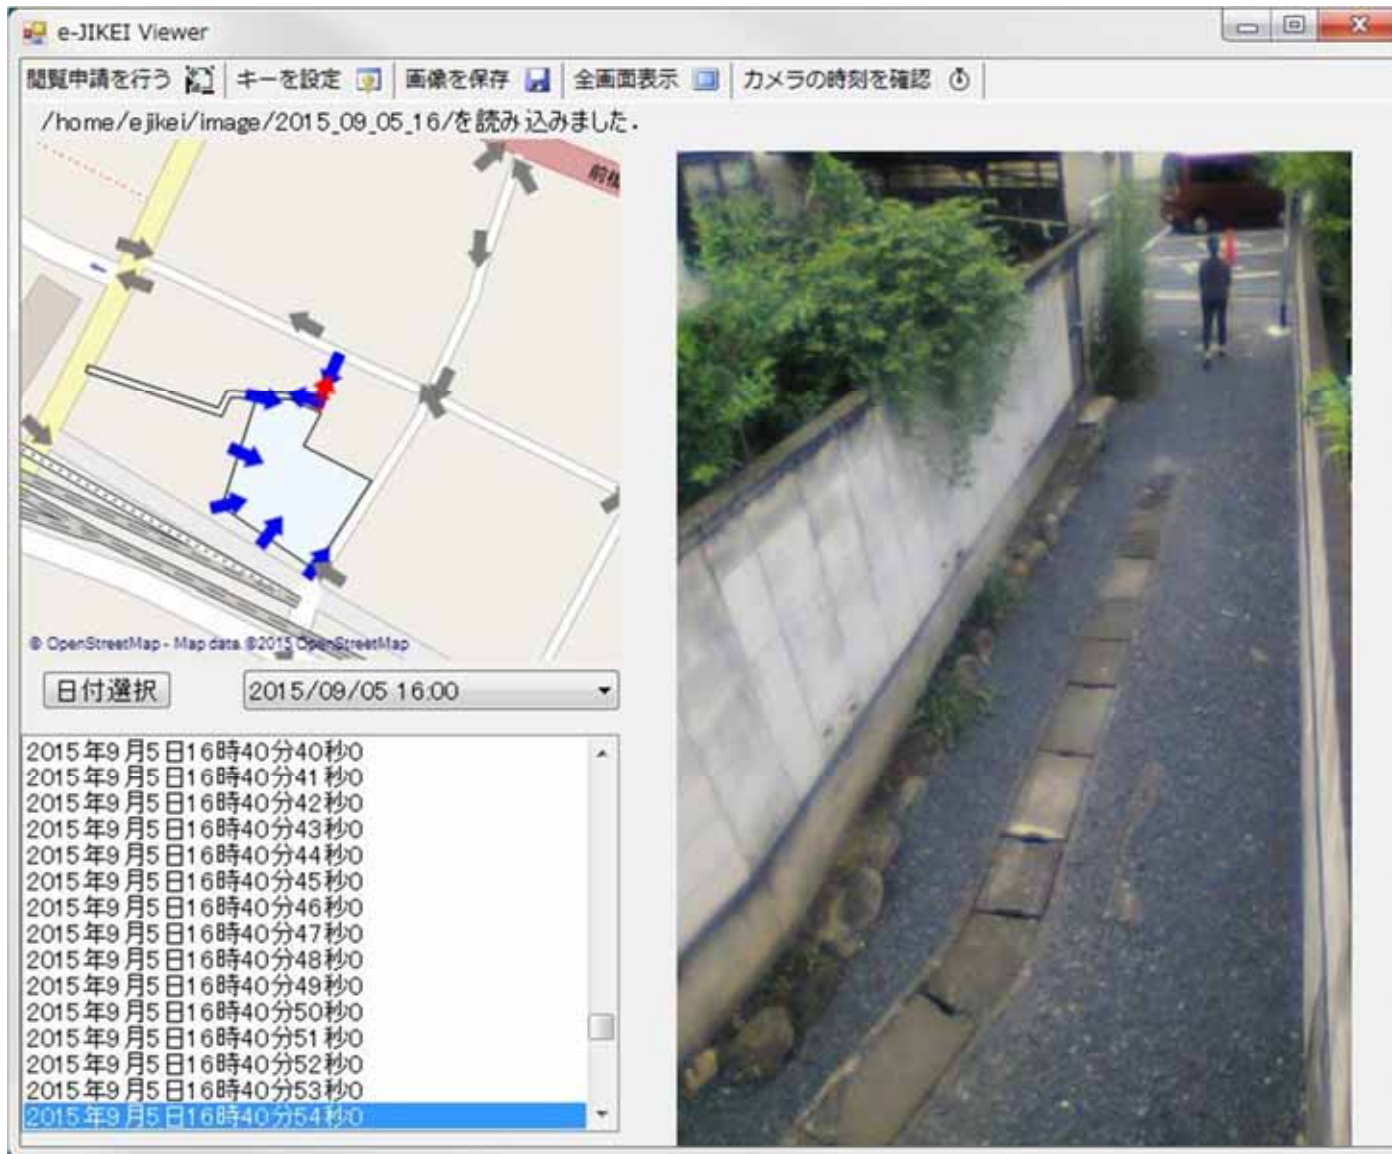 e-JIKEI Viewer
閲覧申請を行う キーを設定 画像を保存 全画面表示 カメラの時刻を確認
/home/ejikei/image/2015_09_05_16/を読み込みました.
前橋
© OpenStreetMap - Map data ©2015 OpenStreetMap
日付選択 2015/09/05 16:00
2015年9月5日16時40分40秒0
2015年9月5日16時40分41秒0
2015年9月5日16時40分42秒0
2015年9月5日16時40分43秒0
2015年9月5日16時40分44秒0
2015年9月5日16時40分45秒0
2015年9月5日16時40分46秒0
2015年9月5日16時40分47秒0
2015年9月5日16時40分48秒0
2015年9月5日16時40分49秒0
2015年9月5日16時40分50秒0
2015年9月5日16時40分51秒0
2015年9月5日16時40分52秒0
2015年9月5日16時40分53秒0
2015年9月5日16時40分54秒0